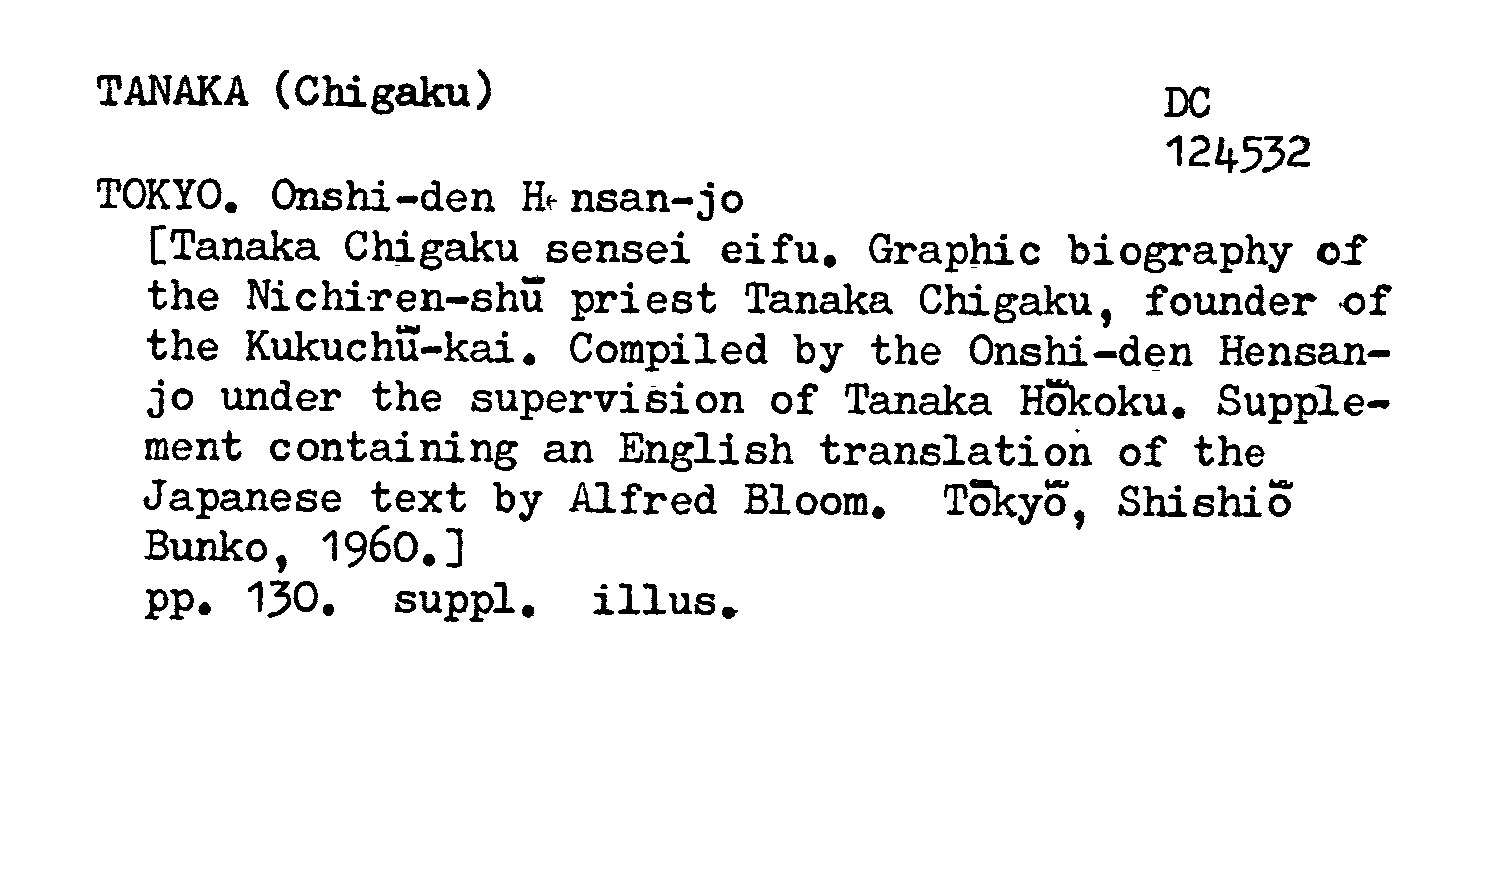 TANAKA (Chigaku)
DC
124532
TOKYO. Onshi-den Hensan-jo
[Tanaka Chigaku sensei eifu. Graphic biography of
the Nichiren-shū priest Tanaka Chigaku, founder of
the Kukuchū-kai. Compiled by the Onshi-den Hensan-
jo under the supervision of Tanaka Hōkoku. Supple-
ment containing an English translation of the
Japanese text by Alfred Bloom. Tōkyō, Shishiō
Bunko, 1960.]
pp. 130. suppl. illus.